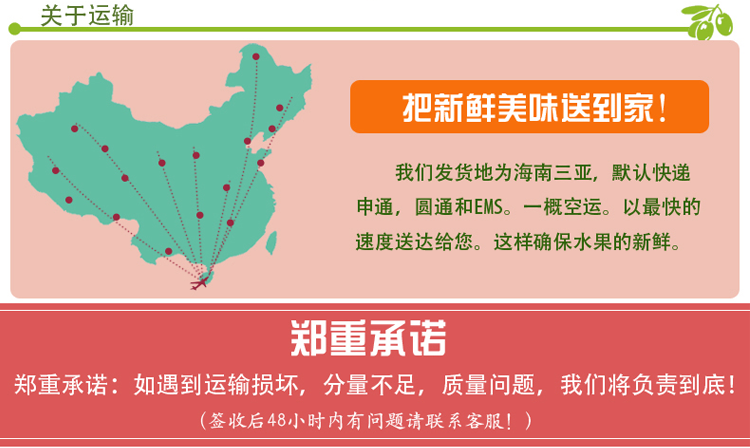 关于运输
把新鲜美味送到家！
我们发货地为海南三亚，默认快递
申通，圆通和EMS。一概空运。以最快的
速度送达给您。这样确保水果的新鲜。
郑重承诺
郑重承诺：如遇到运输损坏，分量不足，质量问题，我们将负责到底！
（签收后48小时内有问题请联系客服！）